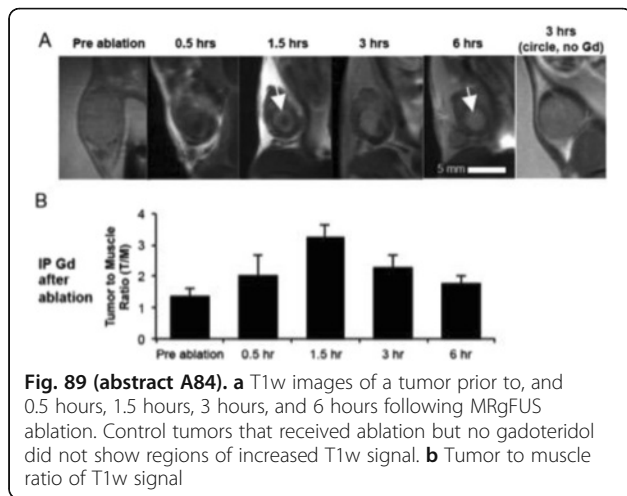 A
Pre ablation 0.5 hrs 1.5 hrs 3 hrs 6 hrs 3 hrs
(circle, no Gd)
5 mm
B
IP Gd
after
ablation
Tumor to Muscle
Ratio (T/M)
4
3
2
1
0
Pre ablation 0.5 hr 1.5 hr 3 hr 6 hr
Fig. 89 (abstract A84). a T1w images of a tumor prior to, and
0.5 hours, 1.5 hours, 3 hours, and 6 hours following MRgFUS
ablation. Control tumors that received ablation but no gadoteridol
did not show regions of increased T1w signal. b Tumor to muscle
ratio of T1w signal